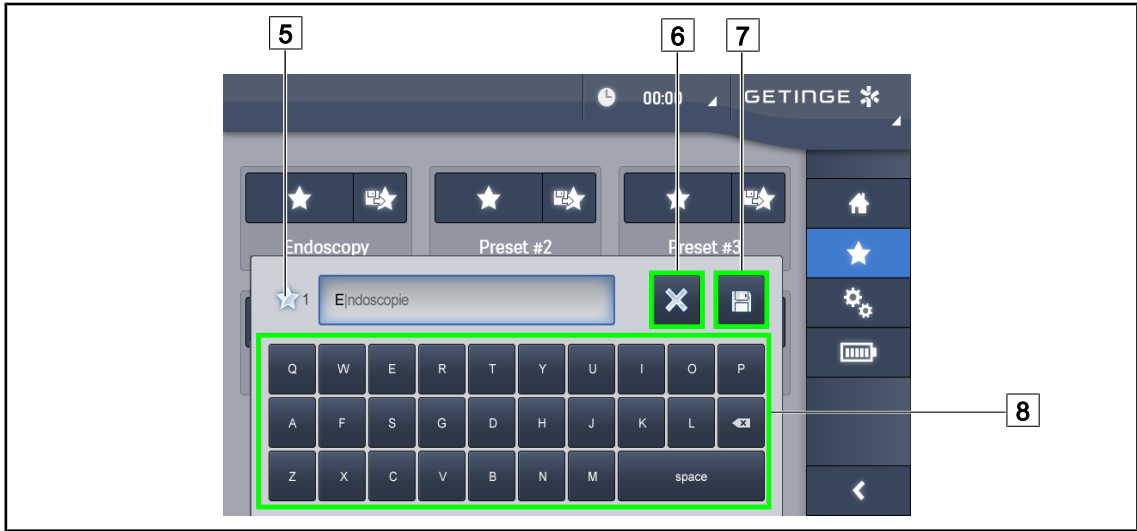 5 6 7
00:00 GETINGE
Endoscopy Preset #2 Preset #3
1 Endoscopie
Q W E R T Y U I O P
8
A F S G D H J K L
Z X C V B N M space